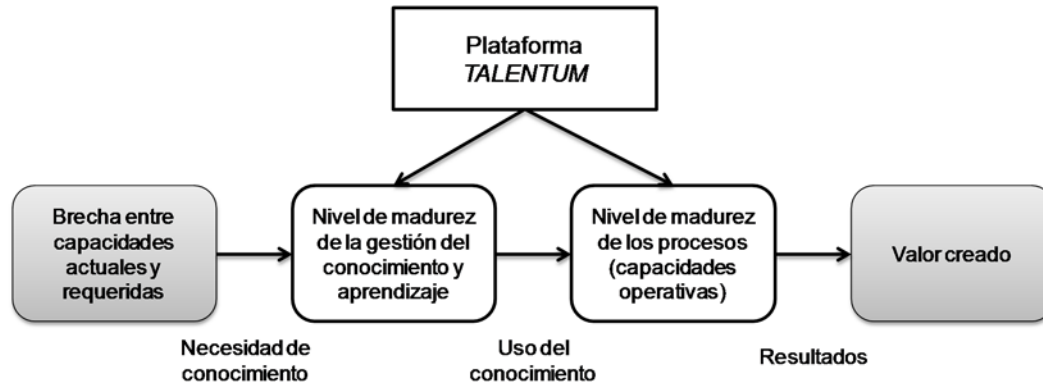 Plataforma
TALENTUM
Brecha entre
capacidades
actuales y
requeridas
Nivel de madurez
de la gestión del
conocimiento y
aprendizaje
Nivel de madurez
de los procesos
(capacidades
operativas)
Valor creado
Necesidad de
conocimiento
Uso del
conocimiento
Resultados